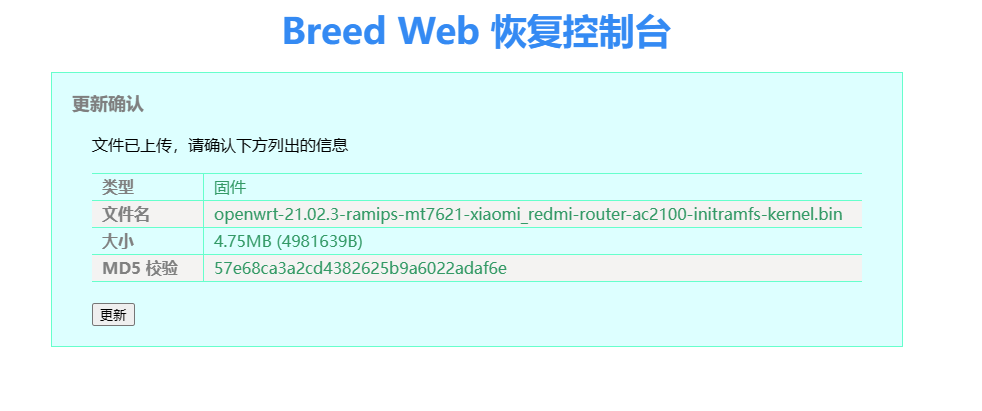 Breed Web 恢复控制台
更新确认
文件已上传，请确认下方列出的信息
类型 固件
文件名 openwrt-21.02.3-ramips-mt7621-xiaomi_redmi-router-ac2100-initramfs-kernel.bin
大小 4.75MB (4981639B)
MD5 校验 57e68ca3a2cd4382625b9a6022adaf6e
更新